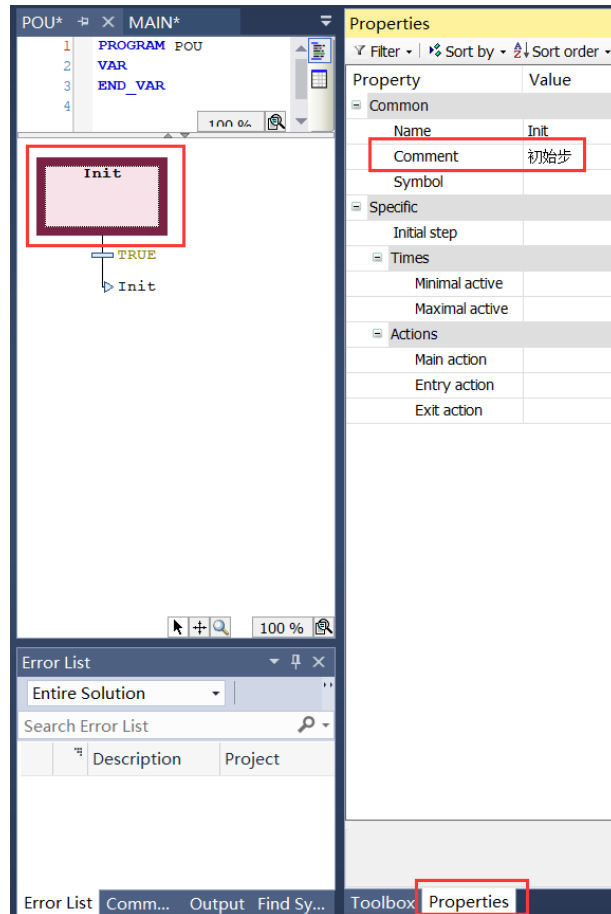 POU* MAIN*
1 PROGRAM POU
2 VAR
3 END_VAR
4
100 %
Init
TRUE
Init
100 %
Error List
Entire Solution
Search Error List
Description Project
Error List Comm... Output Find Sy...
Properties
Filter Sort by Sort order
Property Value
Common
Name Init
Comment 初始步
Symbol
Specific
Initial step
Times
Minimal active
Maximal active
Actions
Main action
Entry action
Exit action
Toolbox Properties